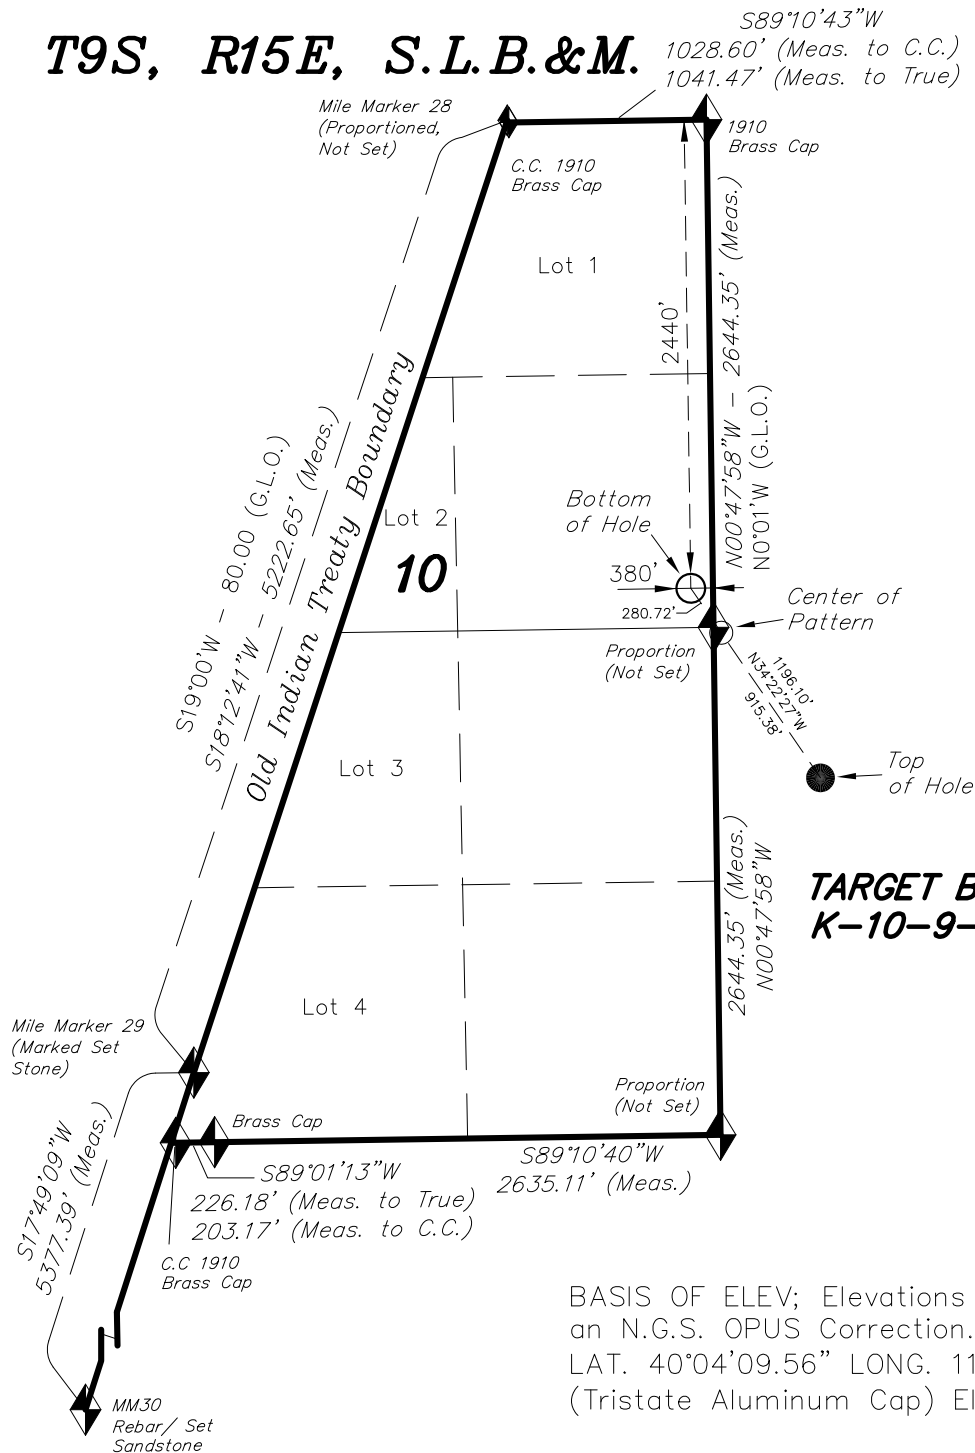 T9S, R15E, S.L.B.&M.
S89°10'43"W
1028.60' (Meas. to C.C.)
1041.47' (Meas. to True)
Mile Marker 28
(Proportioned,
Not Set)
C.C. 1910
Brass Cap
1910
Brass Cap
Lot 1
2440'
N00°47'58"W - 2644.35' (Meas.)
N0°01'W (G.L.O.)
S19°00'W - 80.00 (G.L.O.)
S18°12'41"W - 5222.65' (Meas.)
Old Indian Treaty Boundary
Lot 2
10
Bottom
of Hole
380'
280.72'
Center of
Pattern
Proportion
(Not Set)
1196.10'
N34°22'27"W
915.38'
Top
of Hole
Lot 3
TARGET B
K-10-9-
2644.35' (Meas.)
N00°47'58"W
Lot 4
Mile Marker 29
(Marked Set
Stone)
Proportion
(Not Set)
Brass Cap
S89°01'13"W
226.18' (Meas. to True)
203.17' (Meas. to C.C.)
S89°10'40"W
2635.11' (Meas.)
S17°49'09"W
5377.39' (Meas.)
C.C 1910
Brass Cap
MM30
Rebar/ Set
Sandstone
BASIS OF ELEV; Elevations
an N.G.S. OPUS Correction.
LAT. 40°04'09.56" LONG. 11
(Tristate Aluminum Cap) El